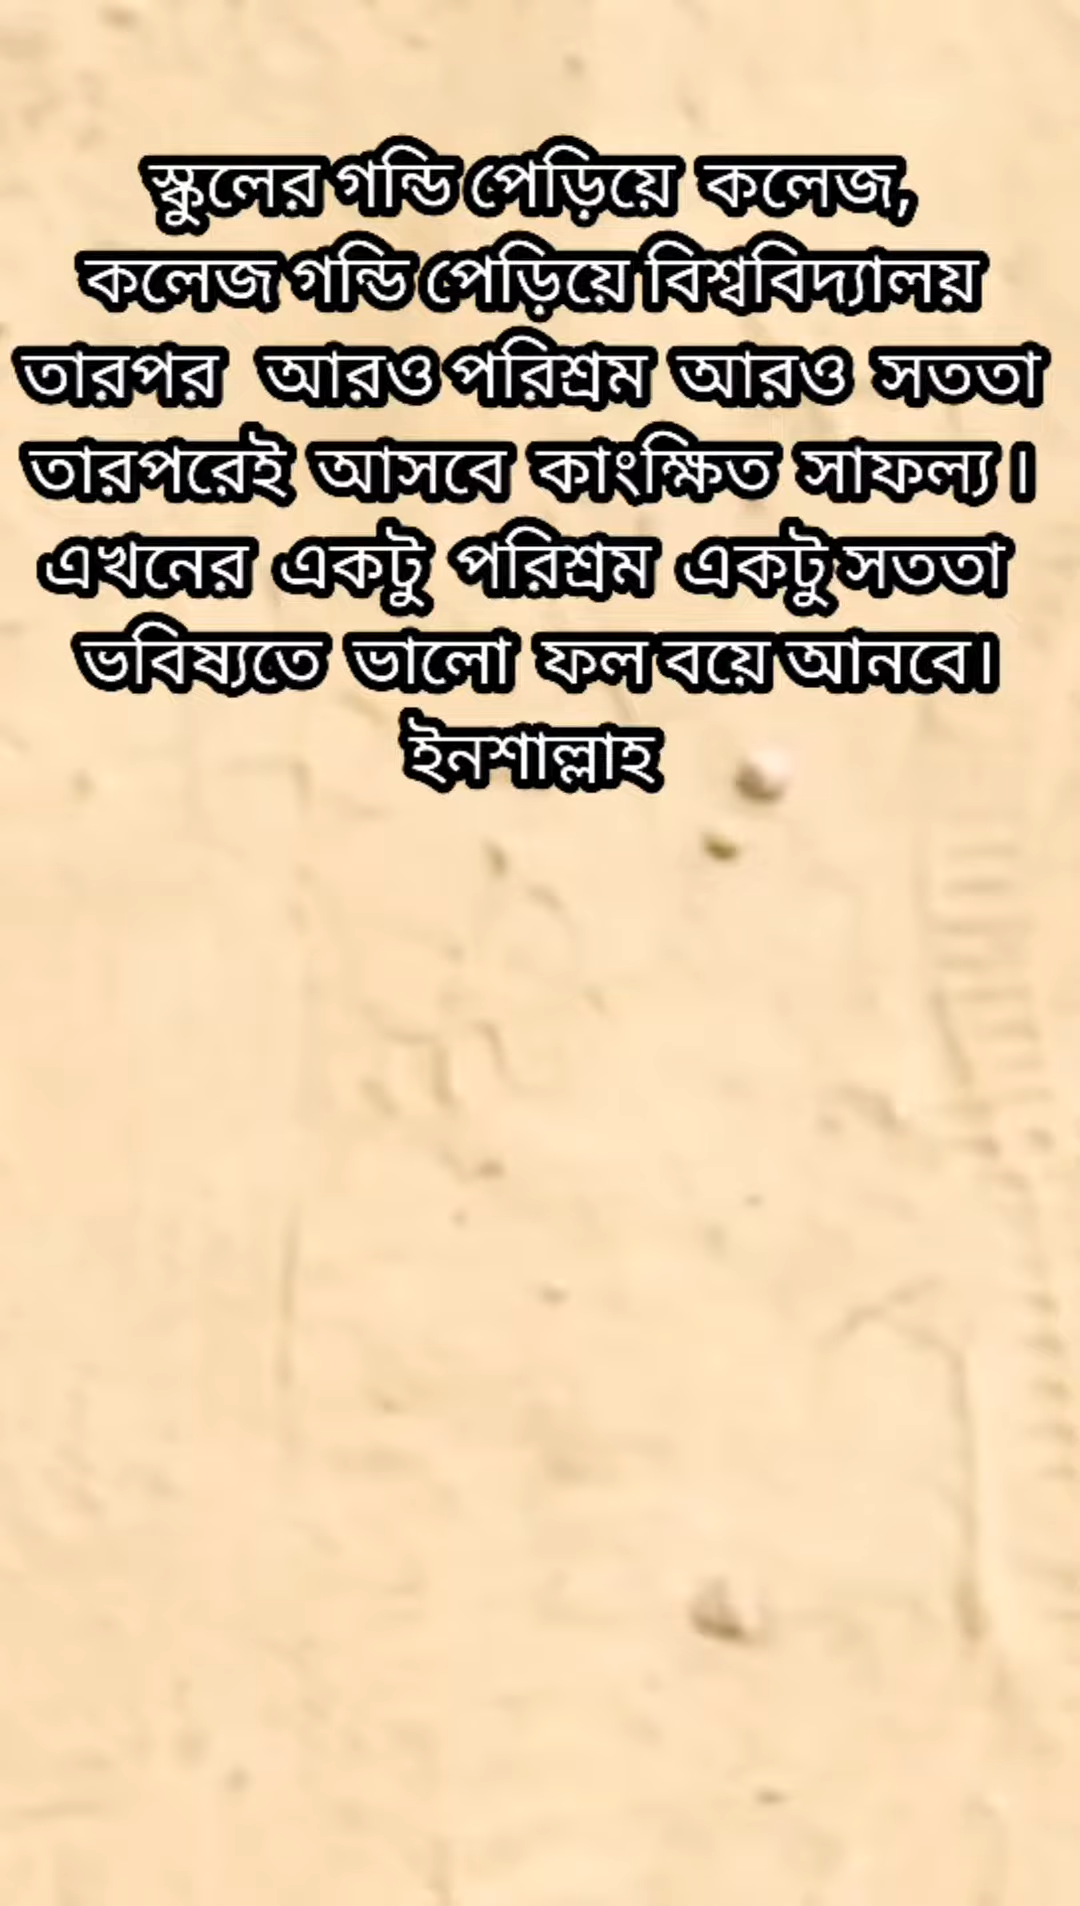 স্কুলের গন্ডি পেড়িয়ে কলেজ,
কলেজ গন্ডি পেড়িয়ে বিশ্ববিদ্যালয়
তারপর আরও পরিশ্রম আরও সততা
তারপরেই আসবে কাংক্ষিত সাফল্য।
এখনের একটু পরিশ্রম একটু সততা
ভবিষ্যতে ভালো ফল বয়ে আনবে।
ইনশাল্লাহ